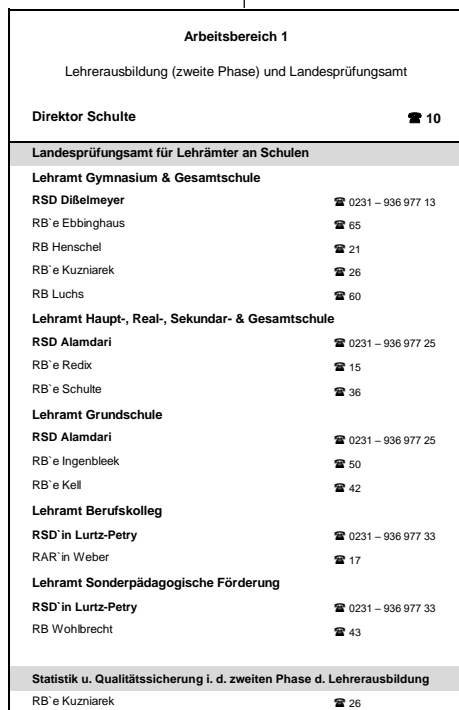 Arbeitsbereich 1
Lehrerausbildung (zweite Phase) und Landesprüfungsamt
Direktor Schulte ☎ 10
Landesprüfungsamt für Lehrämter an Schulen
Lehramt Gymnasium & Gesamtschule
RSD Dißelmeyer ☎ 0231 – 936 977 13
RB`e Ebbinghaus ☎ 65
RB Henschel ☎ 21
RB`e Kuzniarek ☎ 26
RB Luchs ☎ 60
Lehramt Haupt-, Real-, Sekundar- & Gesamtschule
RSD Alamdari ☎ 0231 – 936 977 25
RB`e Redix ☎ 15
RB`e Schulte ☎ 36
Lehramt Grundschule
RSD Alamdari ☎ 0231 – 936 977 25
RB`e Ingenbleek ☎ 50
RB`e Kell ☎ 42
Lehramt Berufskolleg
RSD`in Lurtz-Petry ☎ 0231 – 936 977 33
RAR`in Weber ☎ 17
Lehramt Sonderpädagogische Förderung
RSD`in Lurtz-Petry ☎ 0231 – 936 977 33
RB Wohlbrecht ☎ 43
Statistik u. Qualitätssicherung i. d. zweiten Phase d. Lehrerausbildung
RB`e Kuzniarek ☎ 26